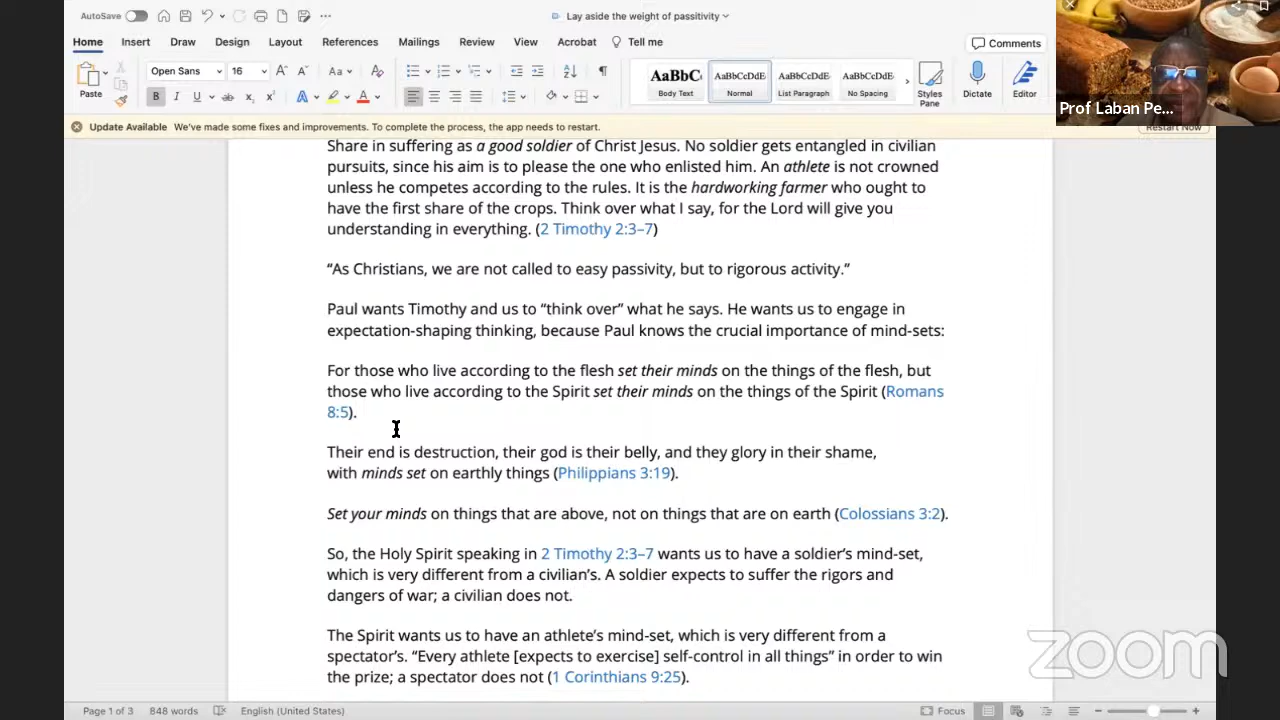 AutoSave
Lay aside the weight of passitivity
Home Insert Draw Design Layout References Mailings Review View Acrobat Tell me
Comments
Paste
Open Sans 16
AaBbC AaBbCcDdE AaBbCcDdE AaBbCcDdE
Body Text Normal List Paragraph No Spacing
Styles Pane
Dictate
Editor
Prof Laban Pe...
Update Available We've made some fixes and improvements. To complete the process, the app needs to restart.
Restart Now
Share in suffering as a good soldier of Christ Jesus. No soldier gets entangled in civilian
pursuits, since his aim is to please the one who enlisted him. An athlete is not crowned
unless he competes according to the rules. It is the hardworking farmer who ought to
have the first share of the crops. Think over what I say, for the Lord will give you
understanding in everything. (2 Timothy 2:3–7)
“As Christians, we are not called to easy passivity, but to rigorous activity.”
Paul wants Timothy and us to “think over” what he says. He wants us to engage in
expectation-shaping thinking, because Paul knows the crucial importance of mind-sets:
For those who live according to the flesh set their minds on the things of the flesh, but
those who live according to the Spirit set their minds on the things of the Spirit (Romans
8:5).
Their end is destruction, their god is their belly, and they glory in their shame,
with minds set on earthly things (Philippians 3:19).
Set your minds on things that are above, not on things that are on earth (Colossians 3:2).
So, the Holy Spirit speaking in 2 Timothy 2:3–7 wants us to have a soldier’s mind-set,
which is very different from a civilian’s. A soldier expects to suffer the rigors and
dangers of war; a civilian does not.
The Spirit wants us to have an athlete’s mind-set, which is very different from a
spectator’s. “Every athlete [expects to exercise] self-control in all things” in order to win
the prize; a spectator does not (1 Corinthians 9:25).
zoom
Page 1 of 3 848 words English (United States) Focus